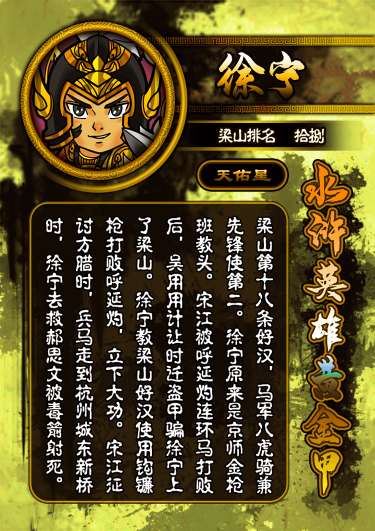 徐宁
梁山排名 拾捌
天佑星
水浒英雄黄金甲
梁山第十八条好汉，马军八虎骑兼
先锋使第二。徐宁原来是京师金枪
班教头。宋江被呼延灼连环马打败
后，吴用用计让时迁盗甲骗徐宁上
了梁山。徐宁教梁山好汉使用钩镰
枪打败呼延灼，立下大功。宋江征
讨方腊时，兵马走到杭州城东新桥
时，徐宁去救郝思文被毒箭射死。